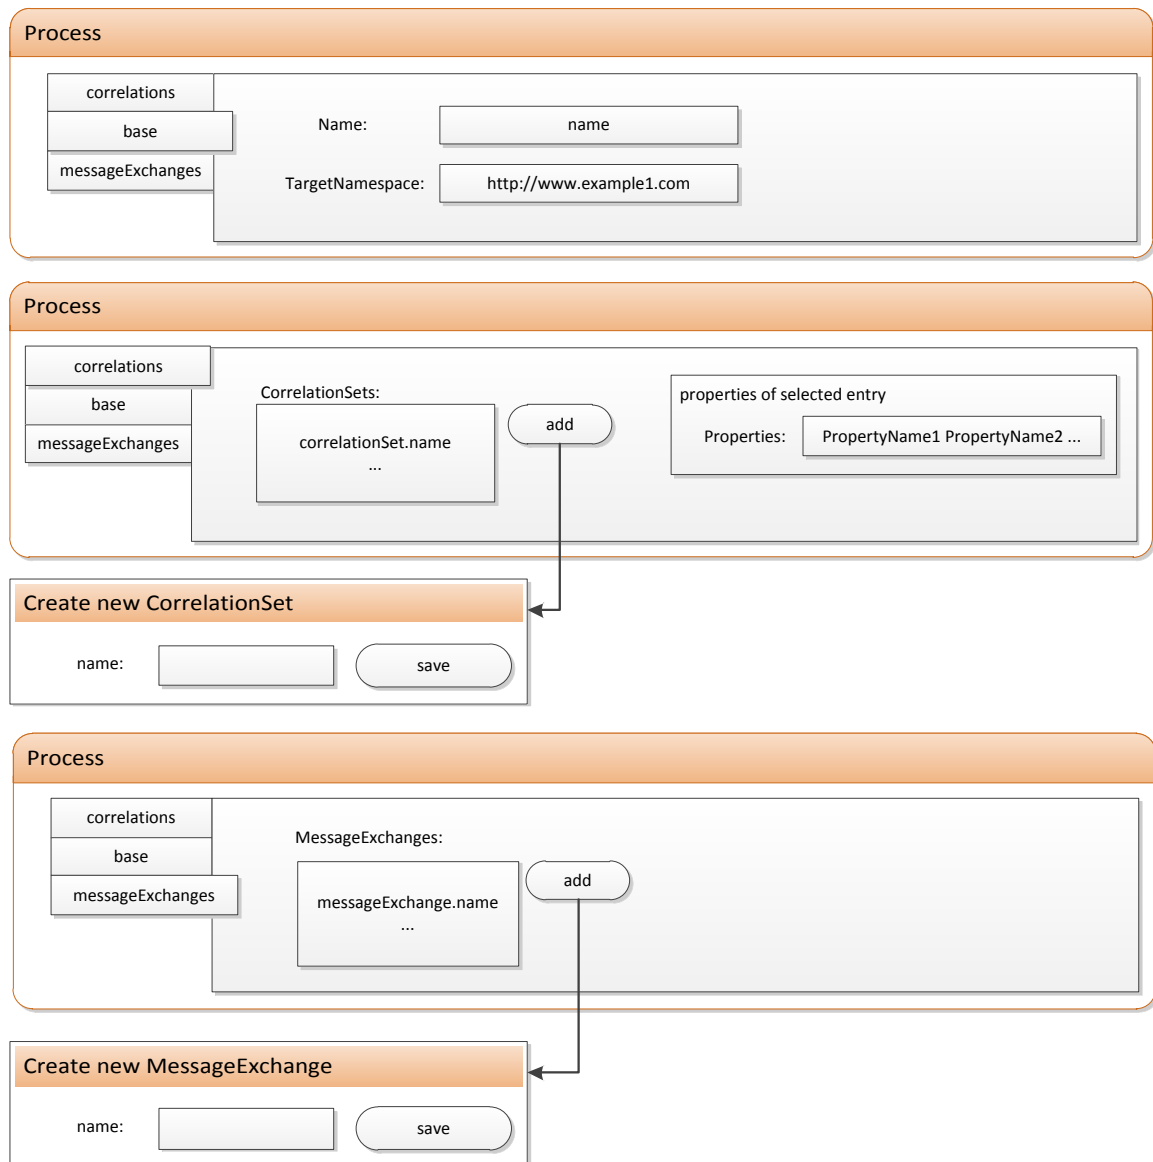 Process
correlations
base
messageExchanges
Name:
name
TargetNamespace:
http://www.example1.com
Process
correlations
base
messageExchanges
CorrelationSets:
correlationSet.name
...
add
properties of selected entry
Properties:
PropertyName1 PropertyName2 ...
Create new CorrelationSet
name:
save
Process
correlations
base
messageExchanges
MessageExchanges:
messageExchange.name
...
add
Create new MessageExchange
name:
save